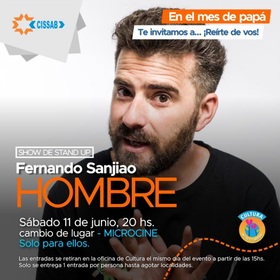 CISSAB
En el mes de papá
Te invitamos a... ¡Reírte de vos!
SHOW DE STAND UP
Fernando Sanjiao
HOMBRE
Sábado 11 de junio, 20 hs.
cambio de lugar - MICROCINE
Solo para ellos.
CULTURA
Las entradas se retiran en la oficina de Cultura el mismo día del evento a partir de las 15hs.
Solo se entrega 1 entrada por persona hasta agotar localidades.